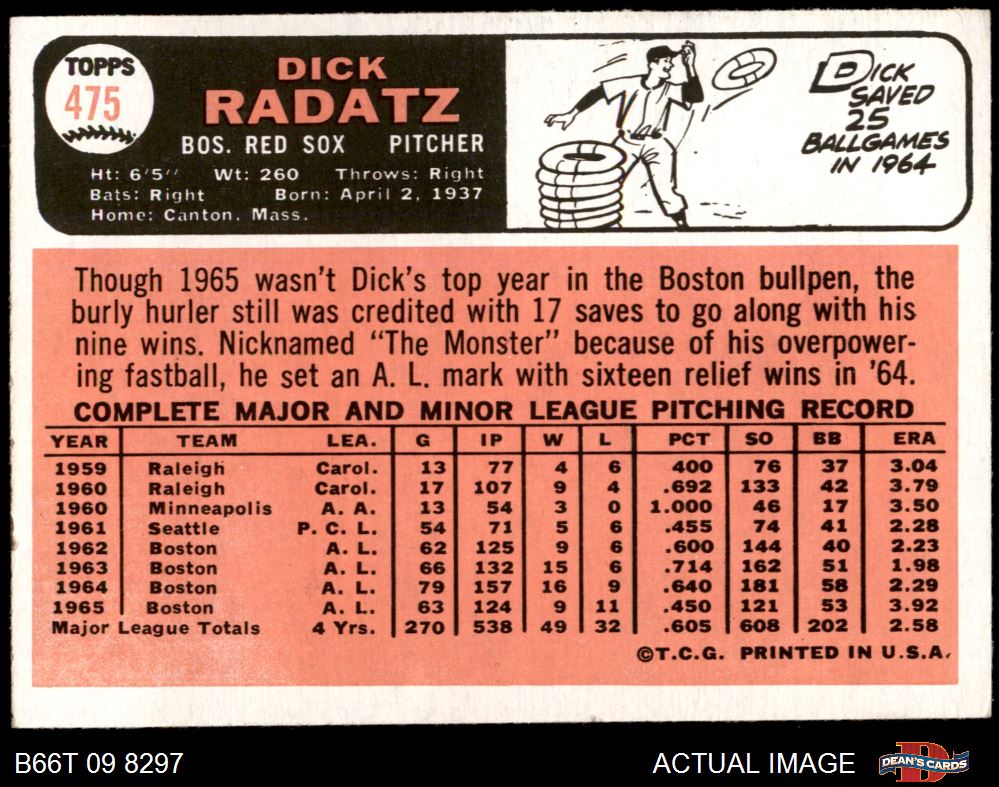 TOPPS
475
DICK
RADATZ
BOS. RED SOX PITCHER
Ht: 6'5" Wt: 260 Throws: Right
Bats: Right Born: April 2, 1937
Home: Canton, Mass.
DICK
SAVED
25
BALLGAMES
IN 1964
Though 1965 wasn't Dick's top year in the Boston bullpen, the
burly hurler still was credited with 17 saves to go along with his
nine wins. Nicknamed "The Monster" because of his overpower-
ing fastball, he set an A. L. mark with sixteen relief wins in '64.
COMPLETE MAJOR AND MINOR LEAGUE PITCHING RECORD
YEAR TEAM LEA. G IP W L PCT SO BB ERA
1959 Raleigh Carol. 13 77 4 6 400 76 37 3.04
1960 Raleigh Carol. 17 107 9 4 .692 133 42 3.79
1960 Minneapolis A. A. 13 54 3 0 1.000 46 17 3.50
1961 Seattle P. C. L. 54 71 5 6 .455 74 41 2.28
1962 Boston A. L. 62 125 9 6 .600 144 40 2.23
1963 Boston A. L. 66 132 15 6 .714 162 51 1.98
1964 Boston A. L. 79 157 16 9 .640 181 58 2.29
1965 Boston A. L. 63 124 9 11 .450 121 53 3.92
Major League Totals 4 Yrs. 270 538 49 32 .605 608 202 2.58
©T.C.G. PRINTED IN U.S.A.
B66T 09 8297 ACTUAL IMAGE DEAN'S CARDS